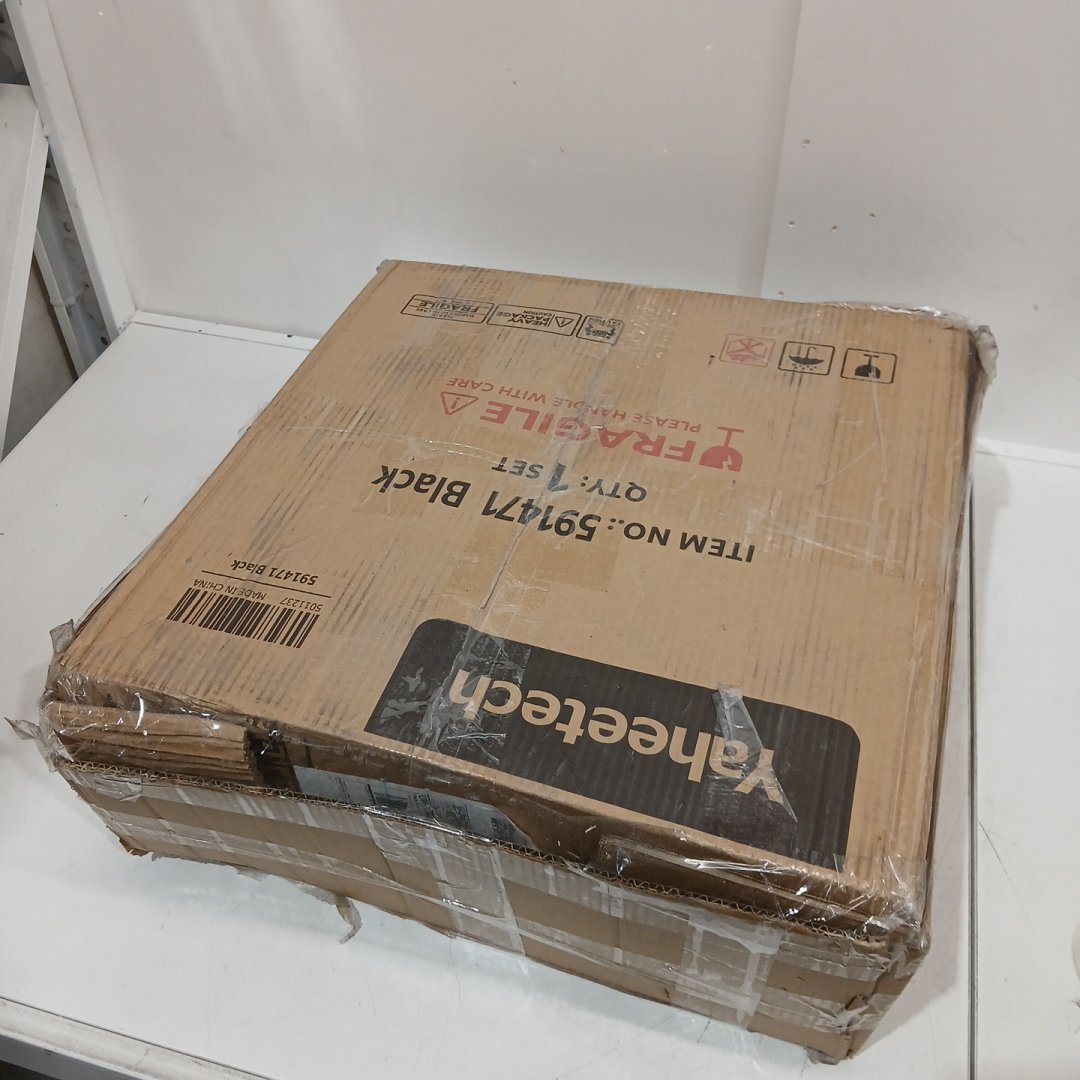 Yaheetech
ITEM NO.: 591471 Black
QTY: 1 SET
FRAGILE
PLEASE HANDLE WITH CARE
5011237 MADE IN CHINA
591471 Black
HEAVY
PACKAGE
CAUTION
FRAGILE